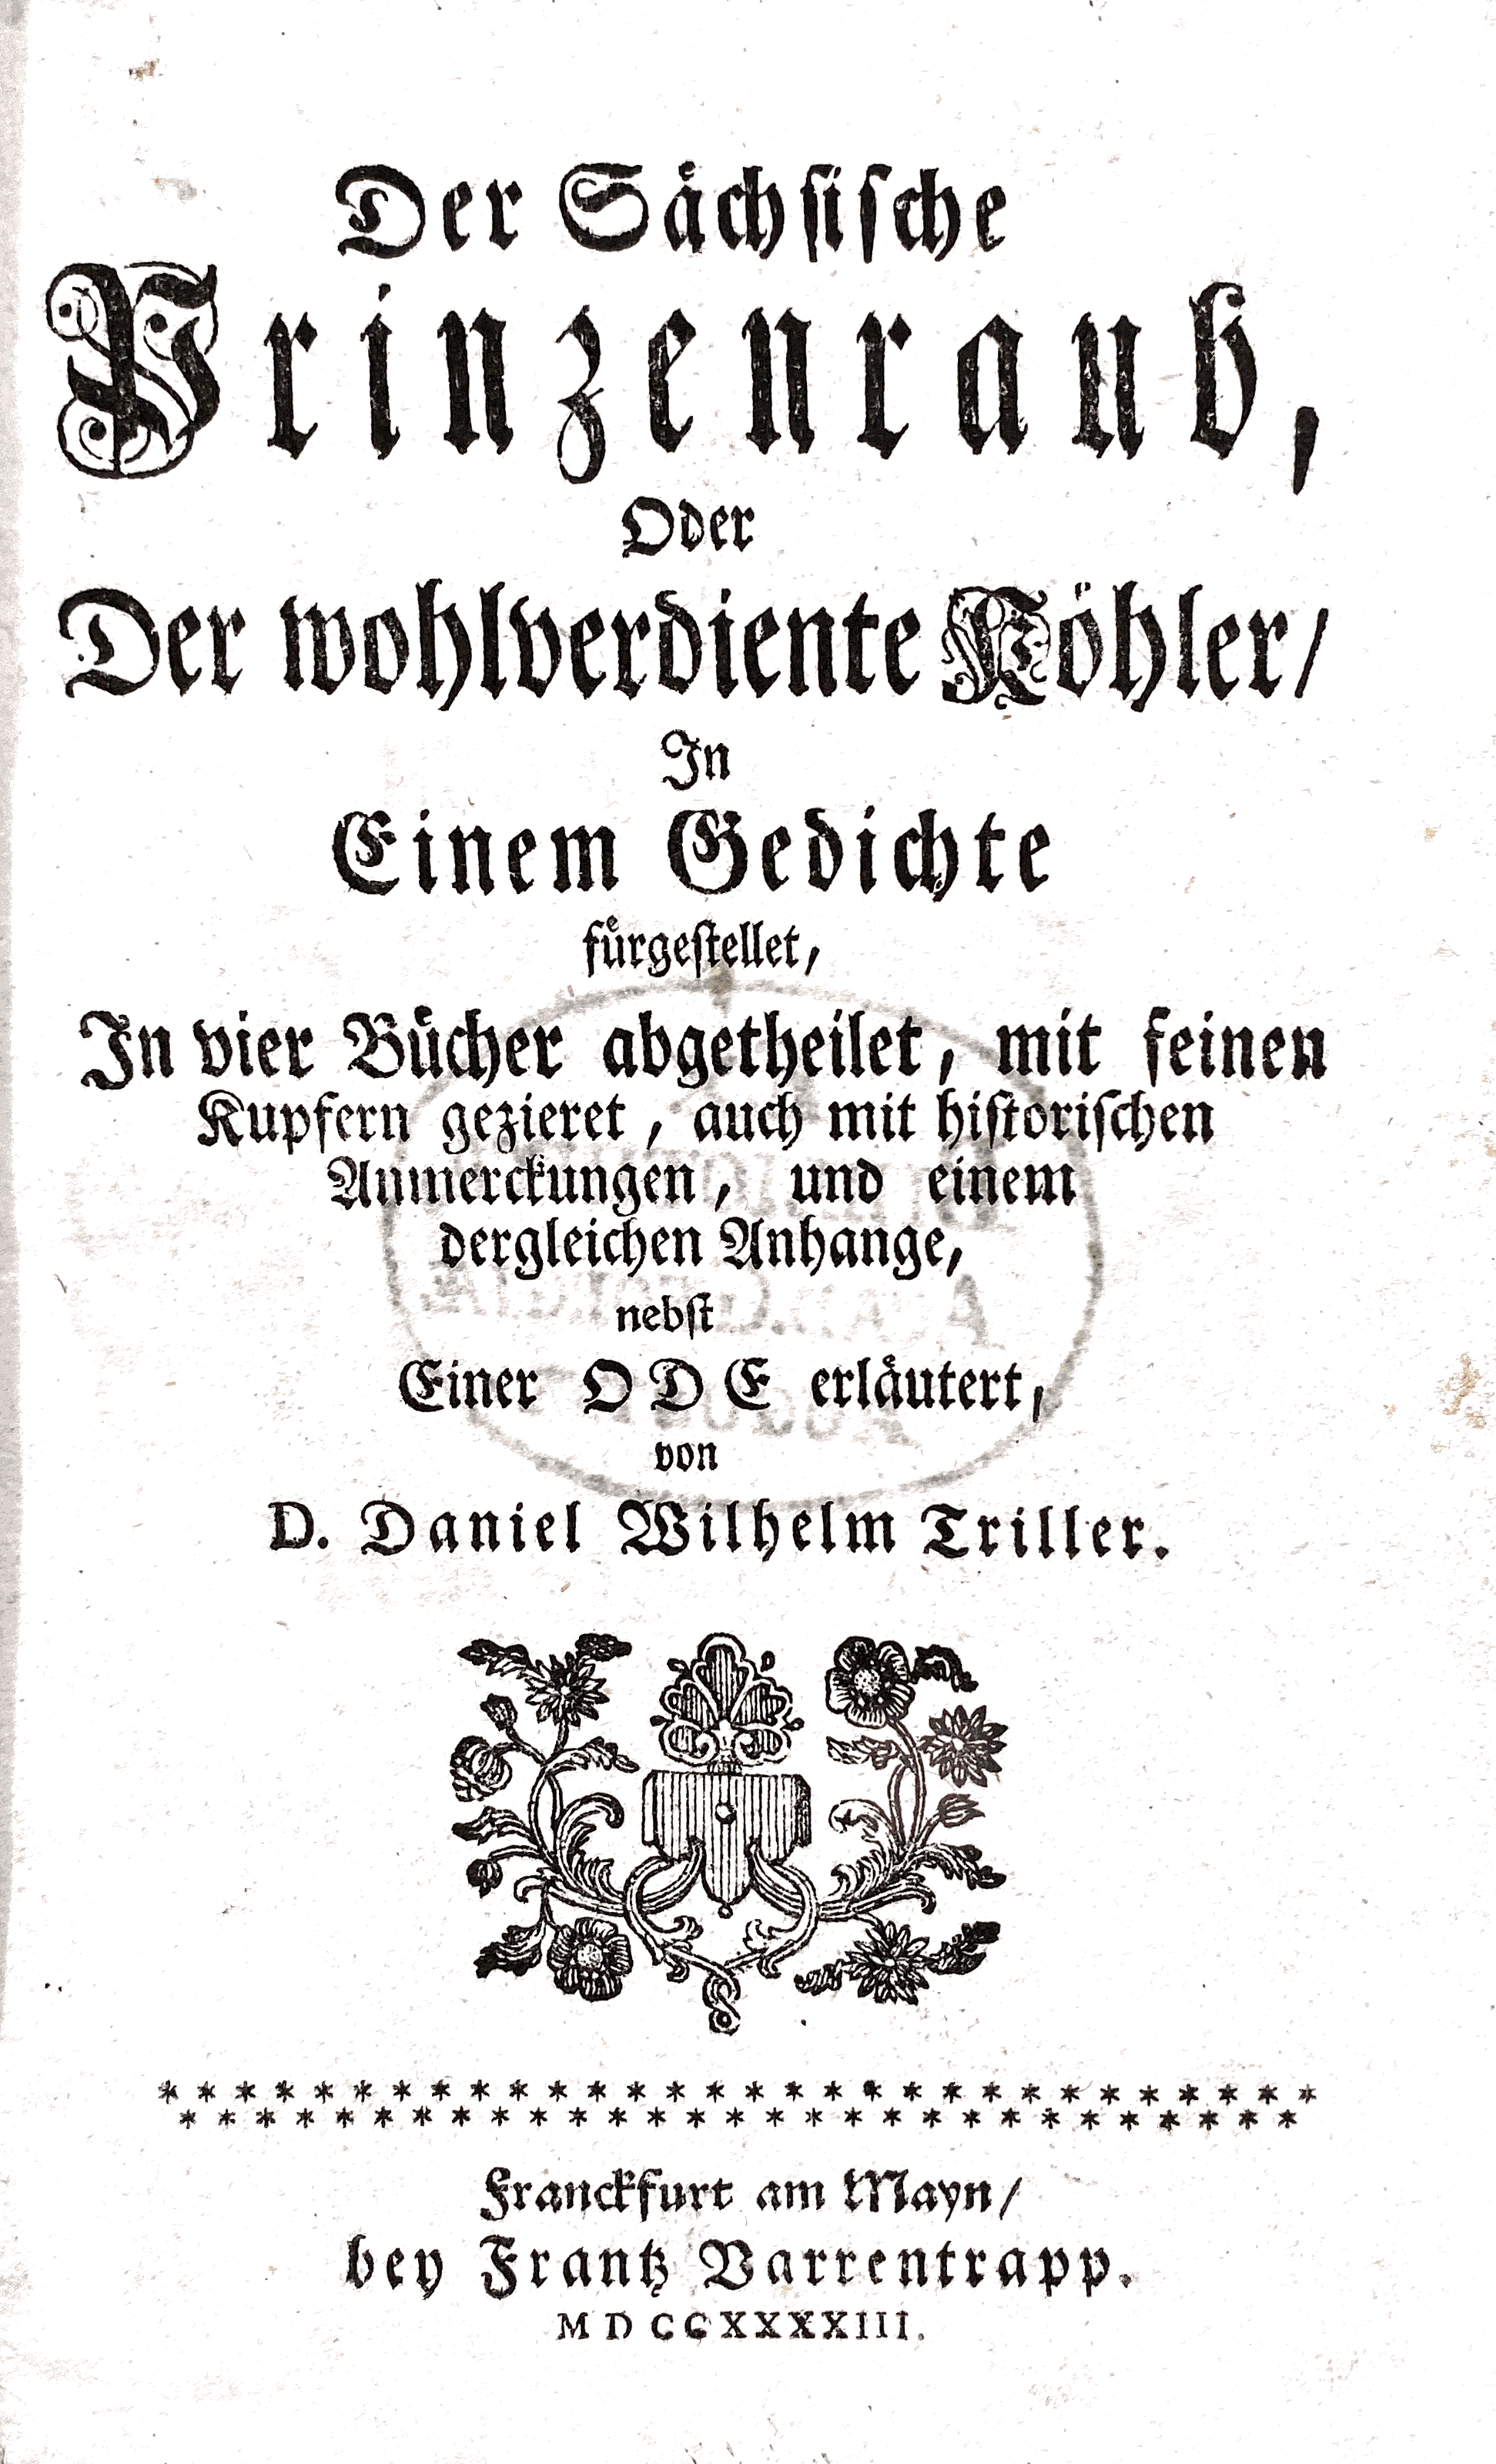 Der Sächsische
Prinzenraub,
Oder
Der wohlverdiente Köhler/
In
Einem Gedichte
fürgestellet,
In vier Bücher abgetheilet, mit feinen
Kupfern gezieret, auch mit historischen
Anmerckungen, und einem
dergleichen Anhange,
nebst
Einer ODE erläutert,
von
D. Daniel Wilhelm Triller.
Franckfurt am Mayn/
bey Frantz Varrentrapp.
MDCCXXXXIII.